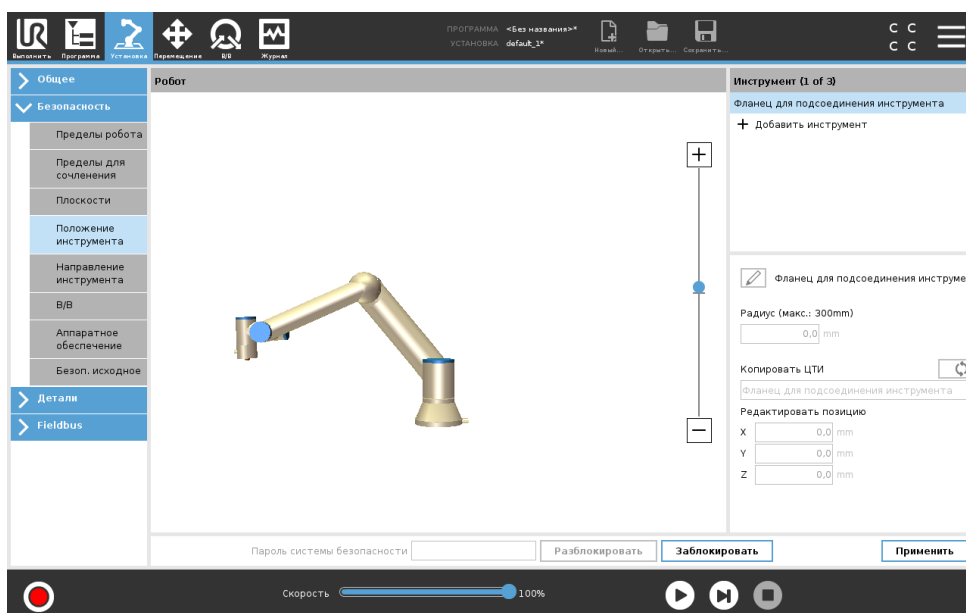 UR
Выполнить
Программа
Установка
Перемещение
В/В
Журнал
ПРОГРАММА <Без названия>*
УСТАНОВКА default_1*
Новый...
Открыть...
Сохранить...
C C
C C
Общее
Безопасность
Пределы робота
Пределы для
сочленения
Плоскости
Положение
инструмента
Направление
инструмента
В/В
Аппаратное
обеспечение
Безоп. исходное
Детали
Fieldbus
Робот
Инструмент (1 of 3)
Фланец для подсоединения инструмента
Добавить инструмент
Фланец для подсоединения инструме
Радиус (макс.: 300mm)
0,0 mm
Копировать ЦТИ
Фланец для подсоединения инструмента
Редактировать позицию
X 0,0 mm
Y 0,0 mm
Z 0,0 mm
Пароль системы безопасности
Разблокировать
Заблокировать
Применить
Скорость
100%